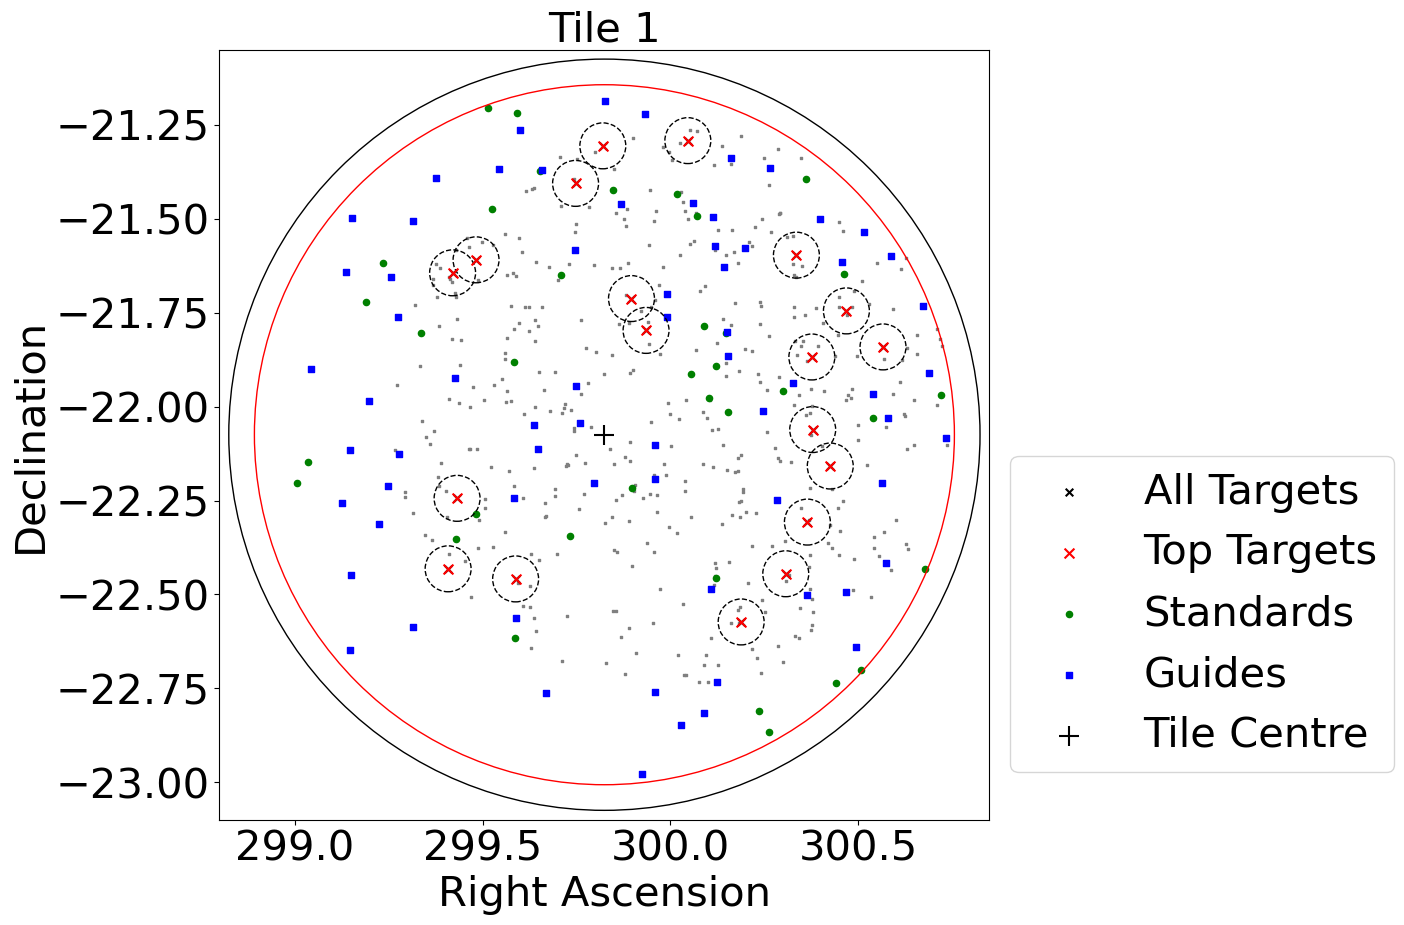 Tile 1
Declination
−21.25
−21.50
−21.75
−22.00
−22.25
−22.50
−22.75
−23.00
299.0
299.5
300.0
300.5
Right Ascension
All Targets
Top Targets
Standards
Guides
Tile Centre